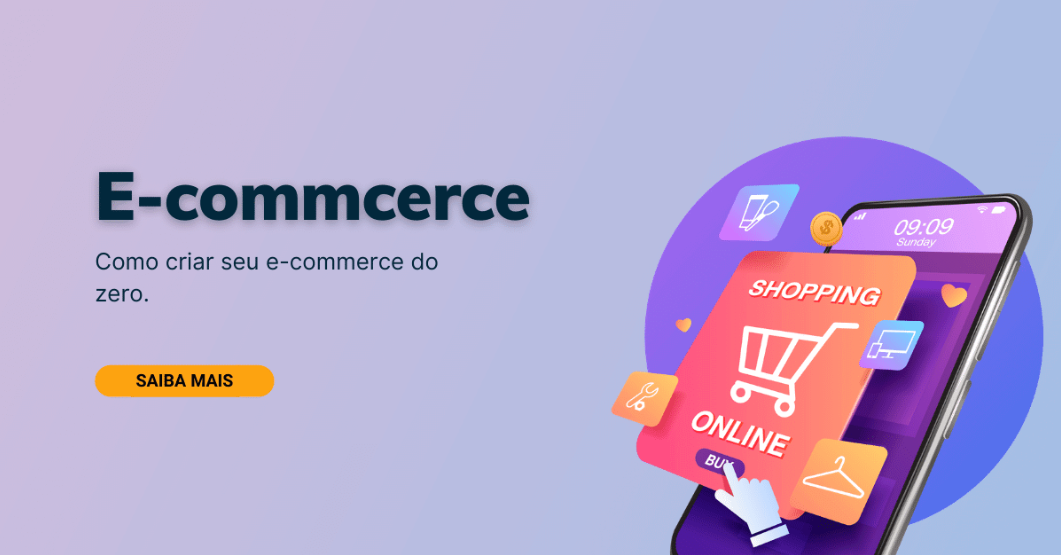 E-commcerce
Como criar seu e-commerce do
zero.
SAIBA MAIS
09:09
Sunday
SHOPPING
ONLINE
BUY